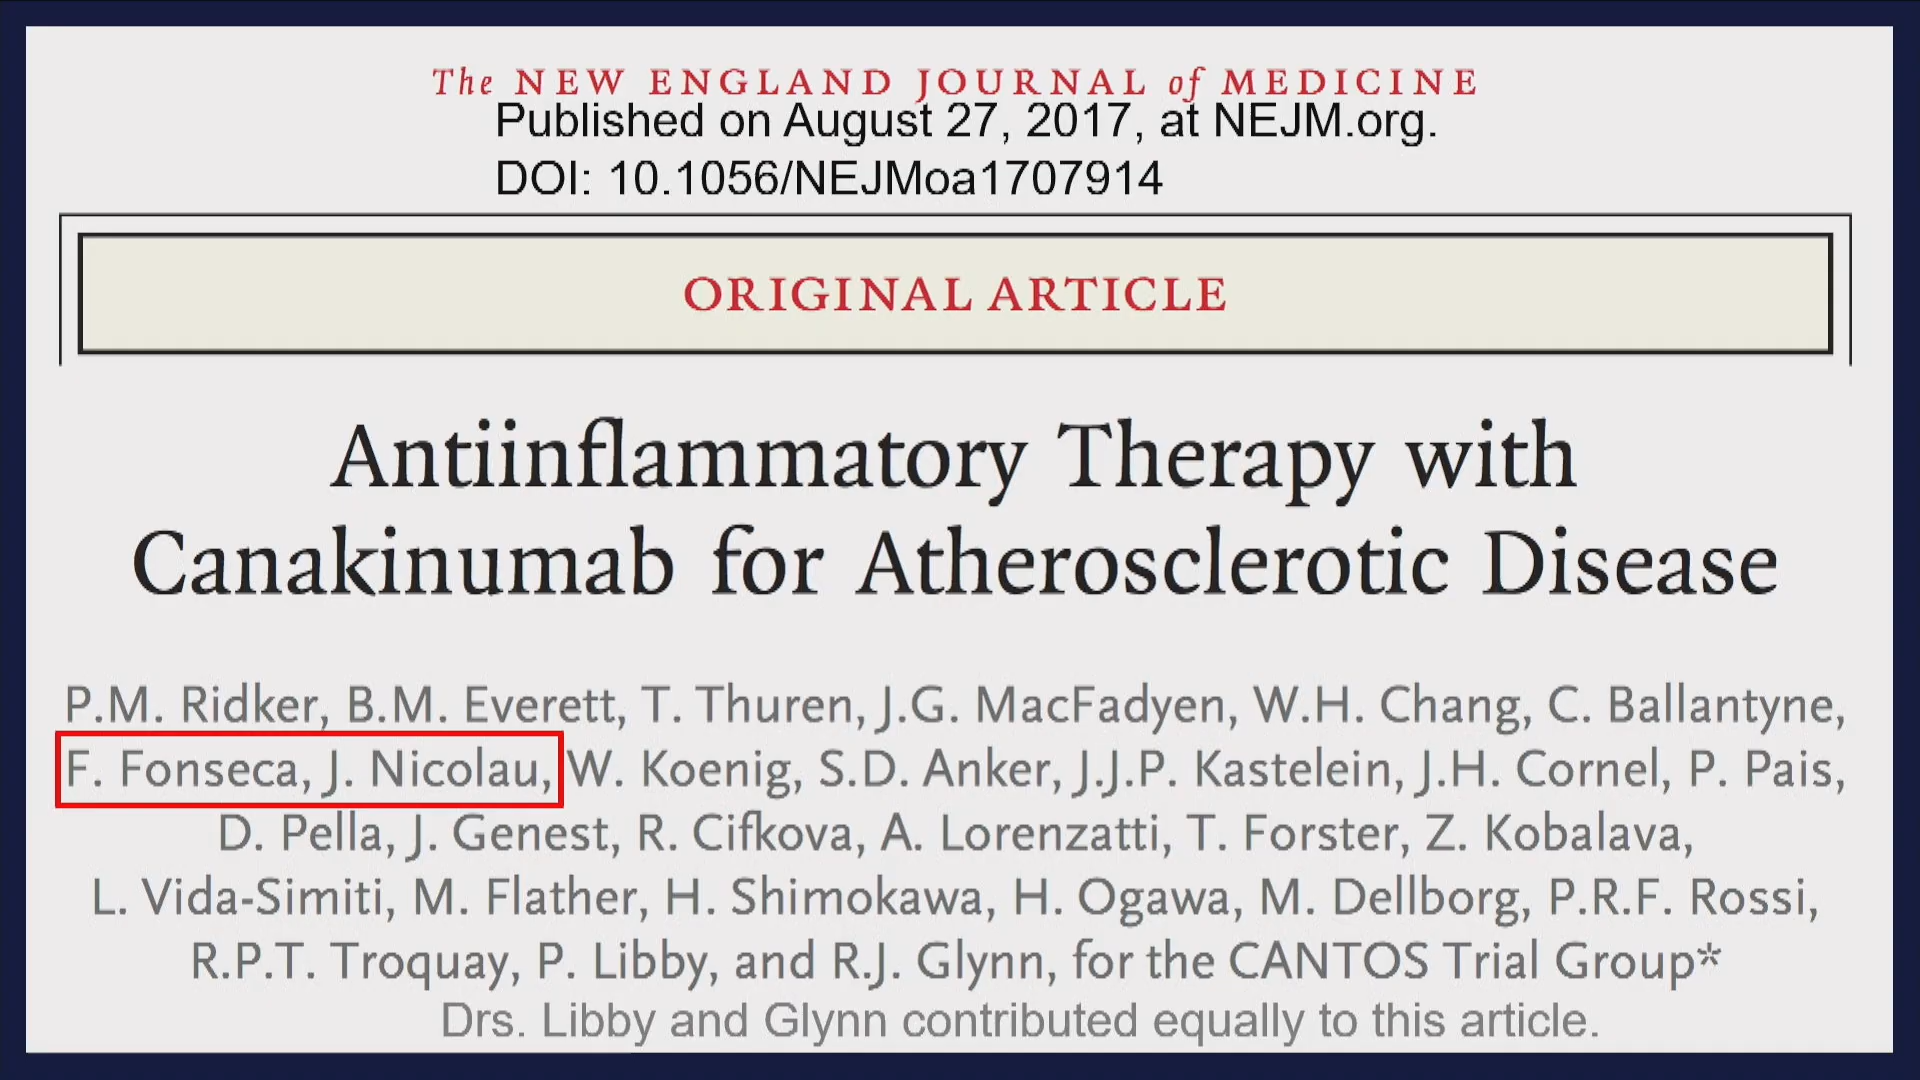 The NEW ENGLAND JOURNAL of MEDICINE
Published on August 27, 2017, at NEJM.org.
DOI: 10.1056/NEJMoa1707914
ORIGINAL ARTICLE
Antiinflammatory Therapy with
Canakinumab for Atherosclerotic Disease
P.M. Ridker, B.M. Everett, T. Thuren, J.G. MacFadyen, W.H. Chang, C. Ballantyne,
F. Fonseca, J. Nicolau, W. Koenig, S.D. Anker, J.J.P. Kastelein, J.H. Cornel, P. Pais,
D. Pella, J. Genest, R. Cifkova, A. Lorenzatti, T. Forster, Z. Kobalava,
L. Vida-Simiti, M. Flather, H. Shimokawa, H. Ogawa, M. Dellborg, P.R.F. Rossi,
R.P.T. Troquay, P. Libby, and R.J. Glynn, for the CANTOS Trial Group*
Drs. Libby and Glynn contributed equally to this article.